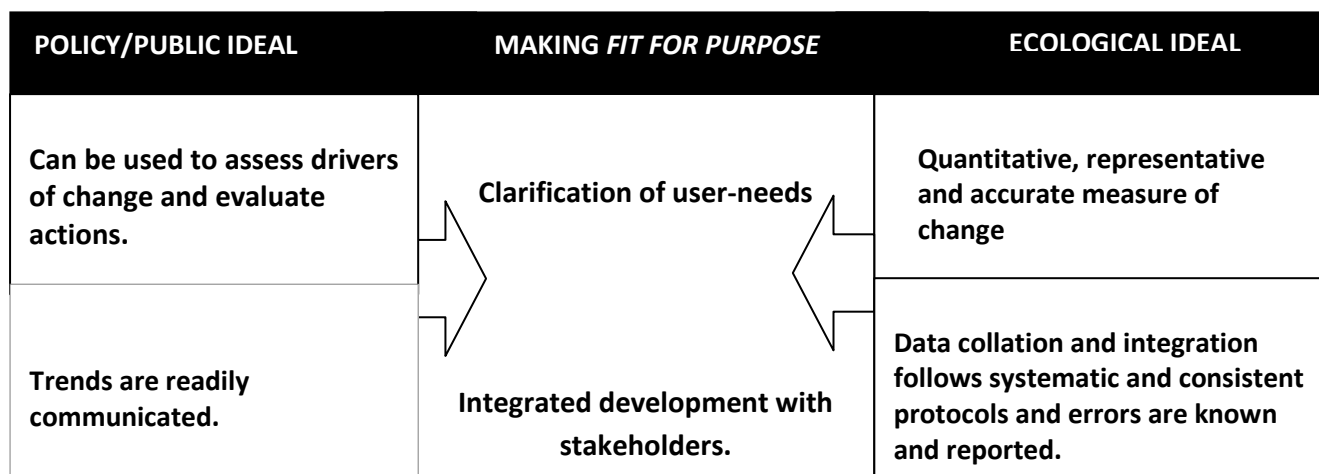 POLICY/PUBLIC IDEAL
MAKING FIT FOR PURPOSE
ECOLOGICAL IDEAL
Can be used to assess drivers
of change and evaluate
actions.
Clarification of user-needs
Quantitative, representative
and accurate measure of
change
Trends are readily
communicated.
Integrated development with
stakeholders.
Data collation and integration
follows systematic and consistent
protocols and errors are known
and reported.